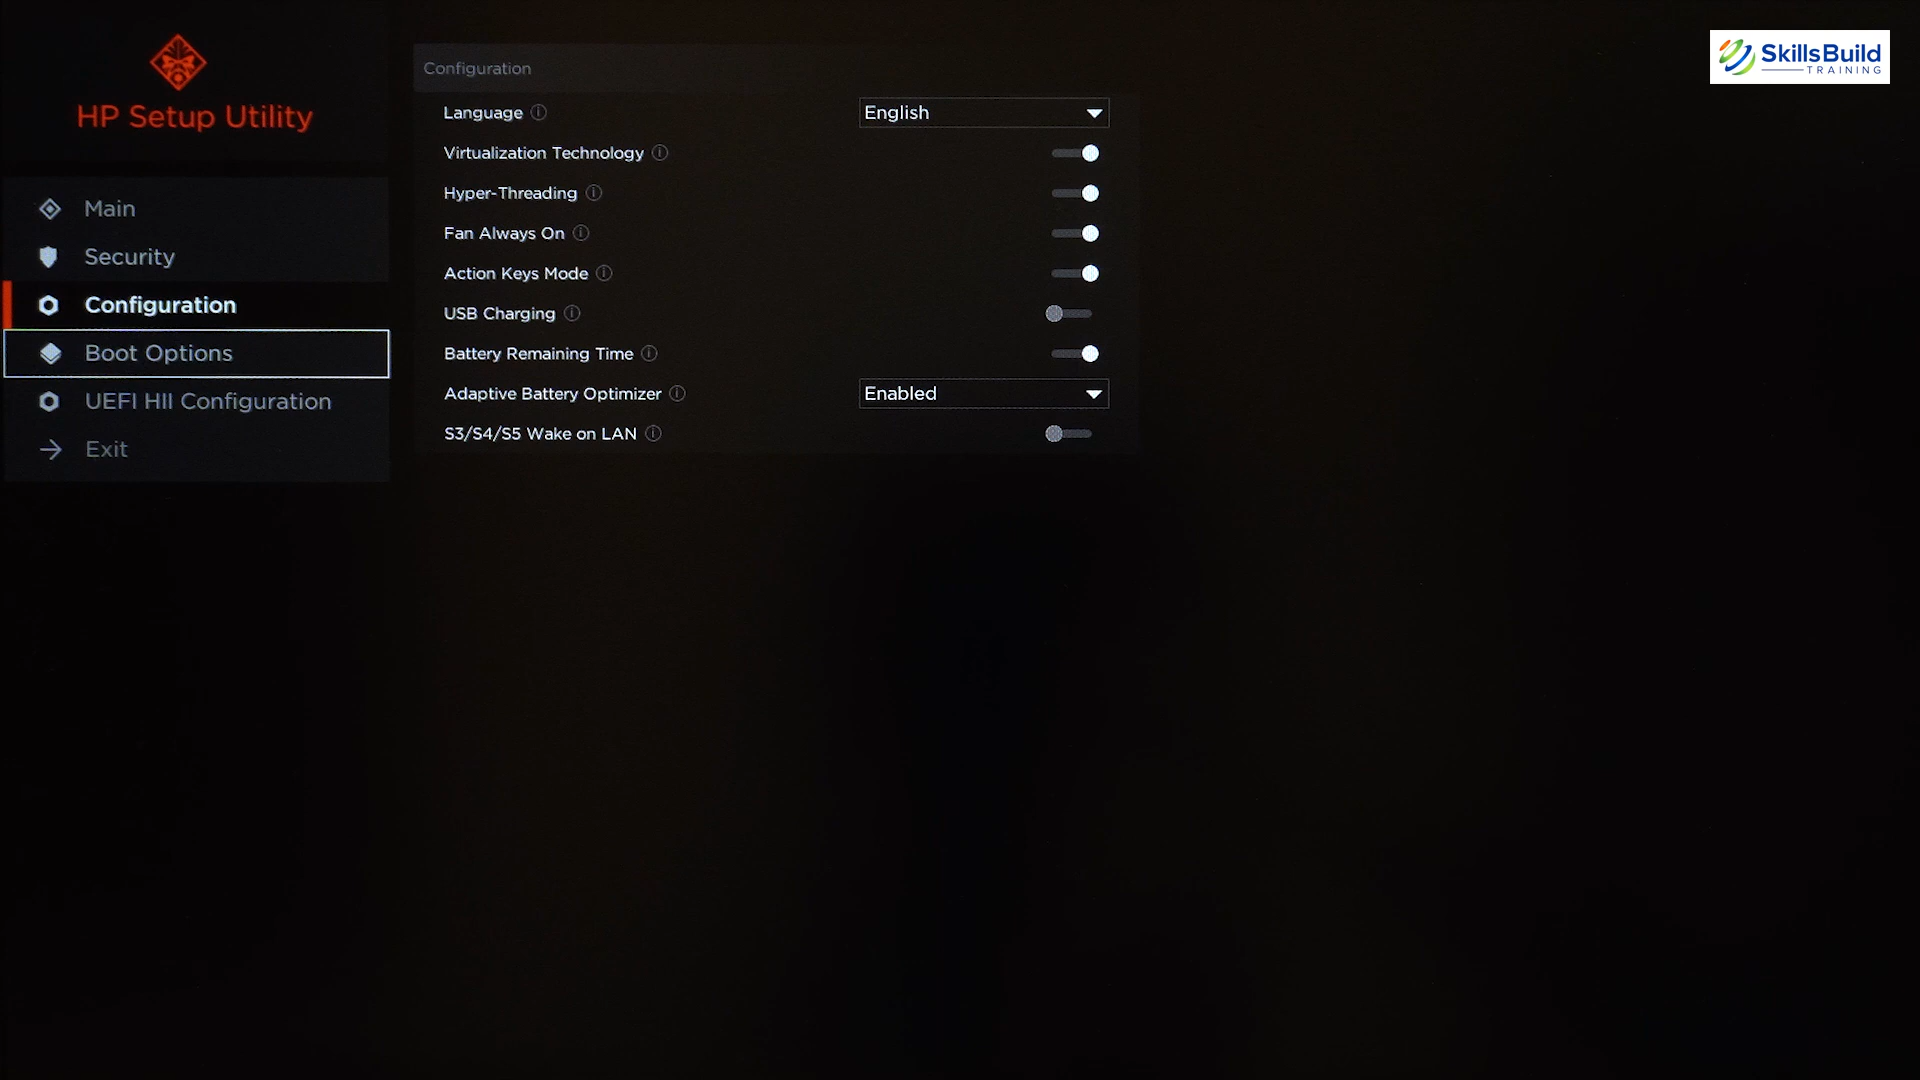 HP Setup Utility
SkillsBuild
TRAINING
Main
Security
Configuration
Boot Options
UEFI HII Configuration
Exit
Configuration
Language English
Virtualization Technology
Hyper-Threading
Fan Always On
Action Keys Mode
USB Charging
Battery Remaining Time
Adaptive Battery Optimizer Enabled
S3/S4/S5 Wake on LAN